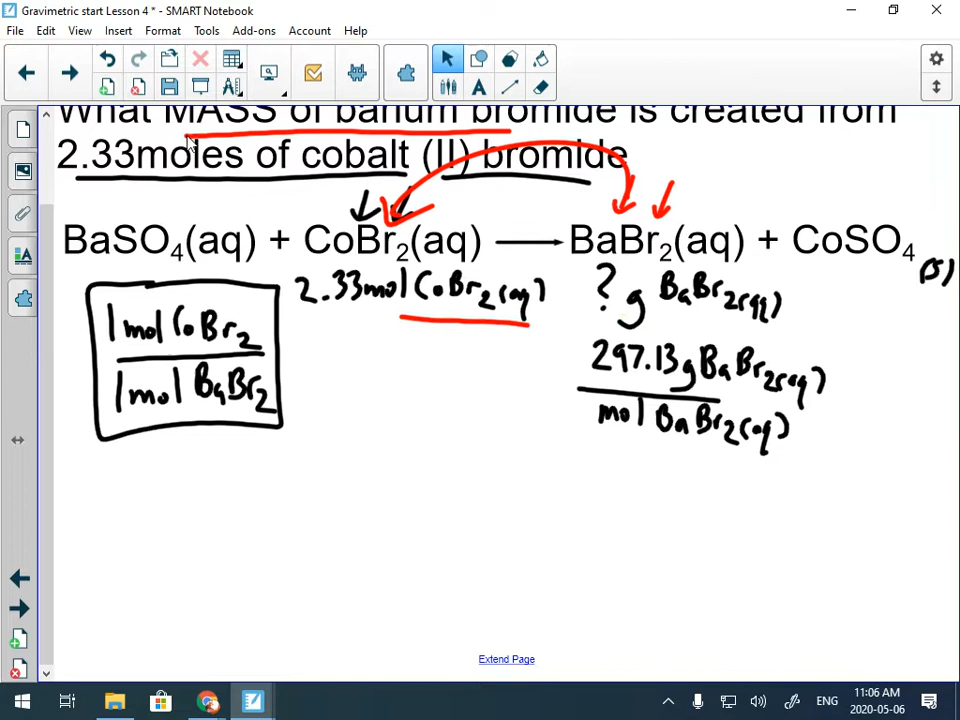 Gravimetric start Lesson 4 * - SMART Notebook
File Edit View Insert Format Tools Add-ons Account Help
What MASS of barium bromide is created from
2.33moles of cobalt (II) bromide
BaSO4(aq) + CoBr2(aq) → BaBr2(aq) + CoSO4 (s)
2.33mol CoBr2(aq) ? g BaBr2(aq)
1 mol CoBr2
1 mol BaBr2
297.13g BaBr2(aq)
mol BaBr2(aq)
Extend Page
ENG
11:06 AM
2020-05-06